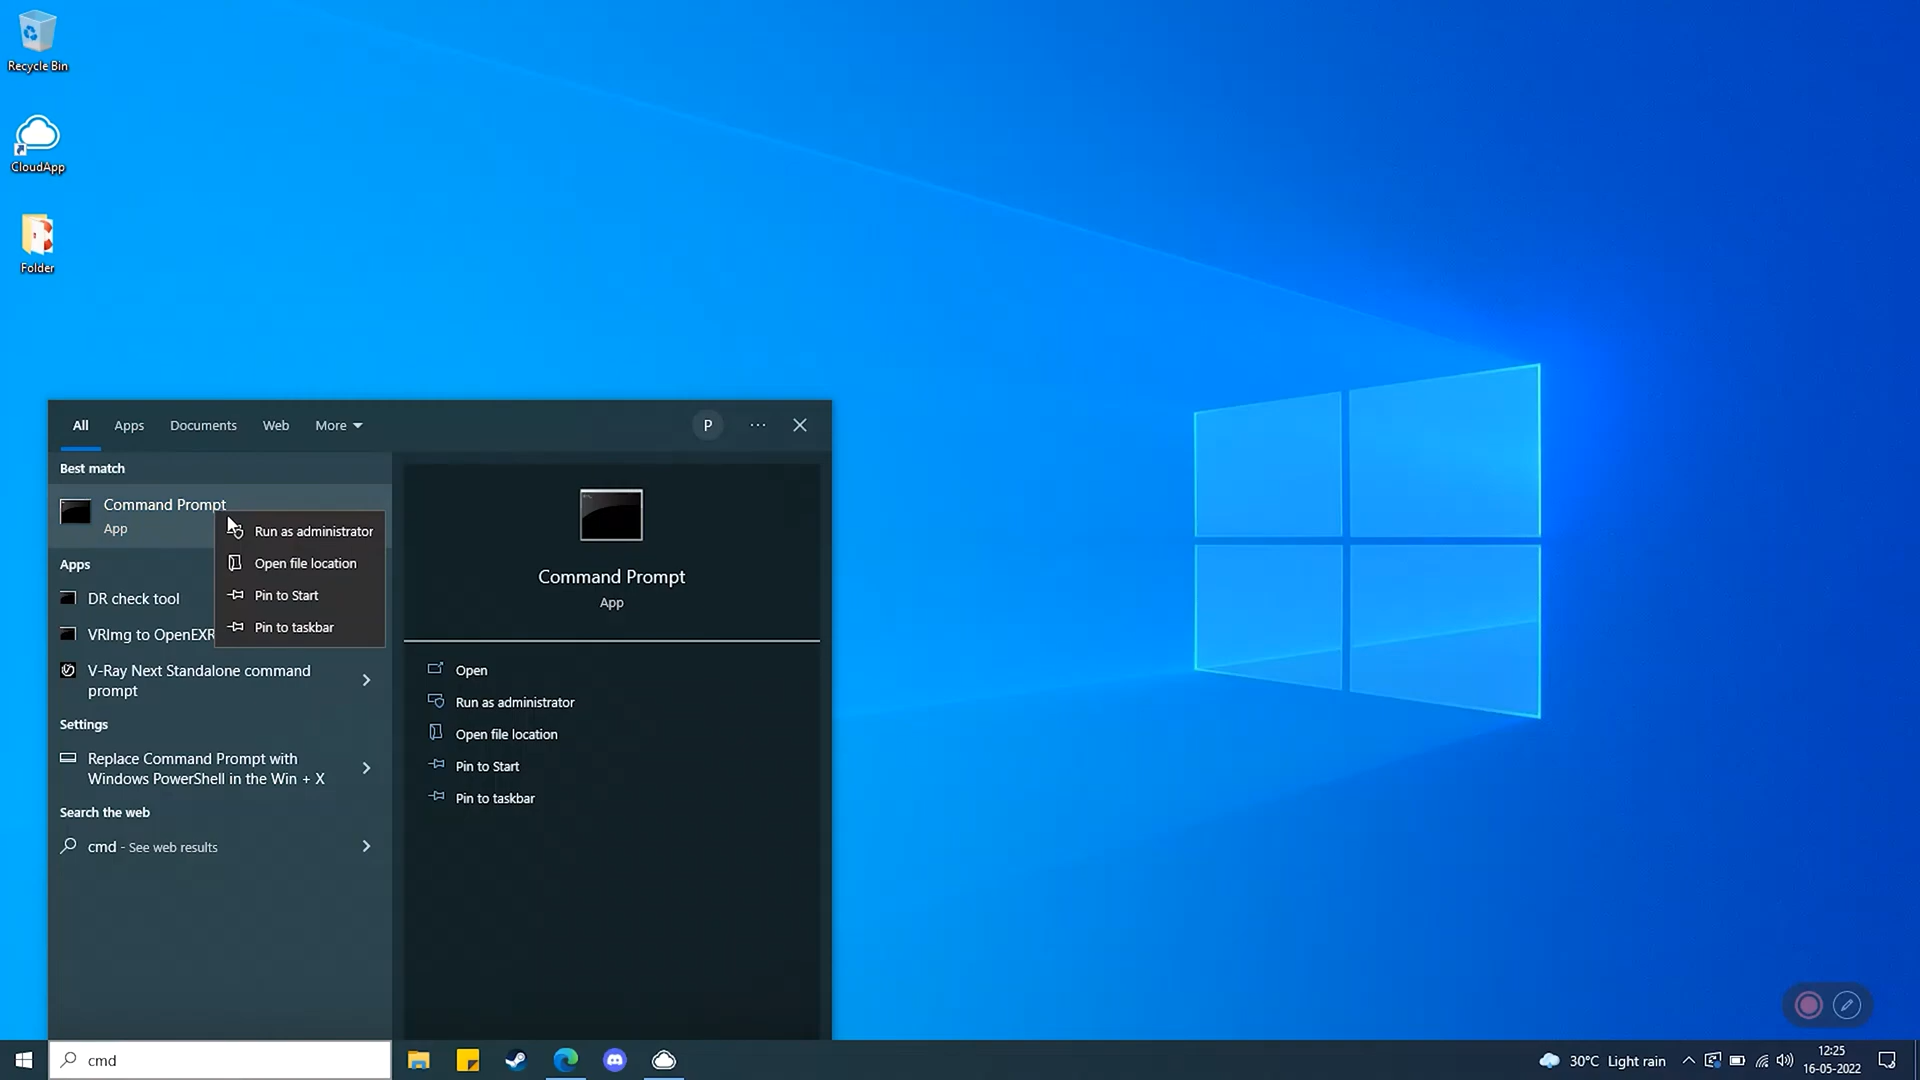 Recycle Bin
CloudApp
Folder
All Apps Documents Web More P ... 
Best match
Command Prompt
App
Run as administrator
Open file location
Pin to Start
Pin to taskbar
Apps
DR check tool
VRImg to OpenEXR
V-Ray Next Standalone command
prompt
Settings
Replace Command Prompt with
Windows PowerShell in the Win + X
Search the web
cmd - See web results
Command Prompt
App
Open
Run as administrator
Open file location
Pin to Start
Pin to taskbar
cmd
30°C Light rain
12:25
16-05-2022